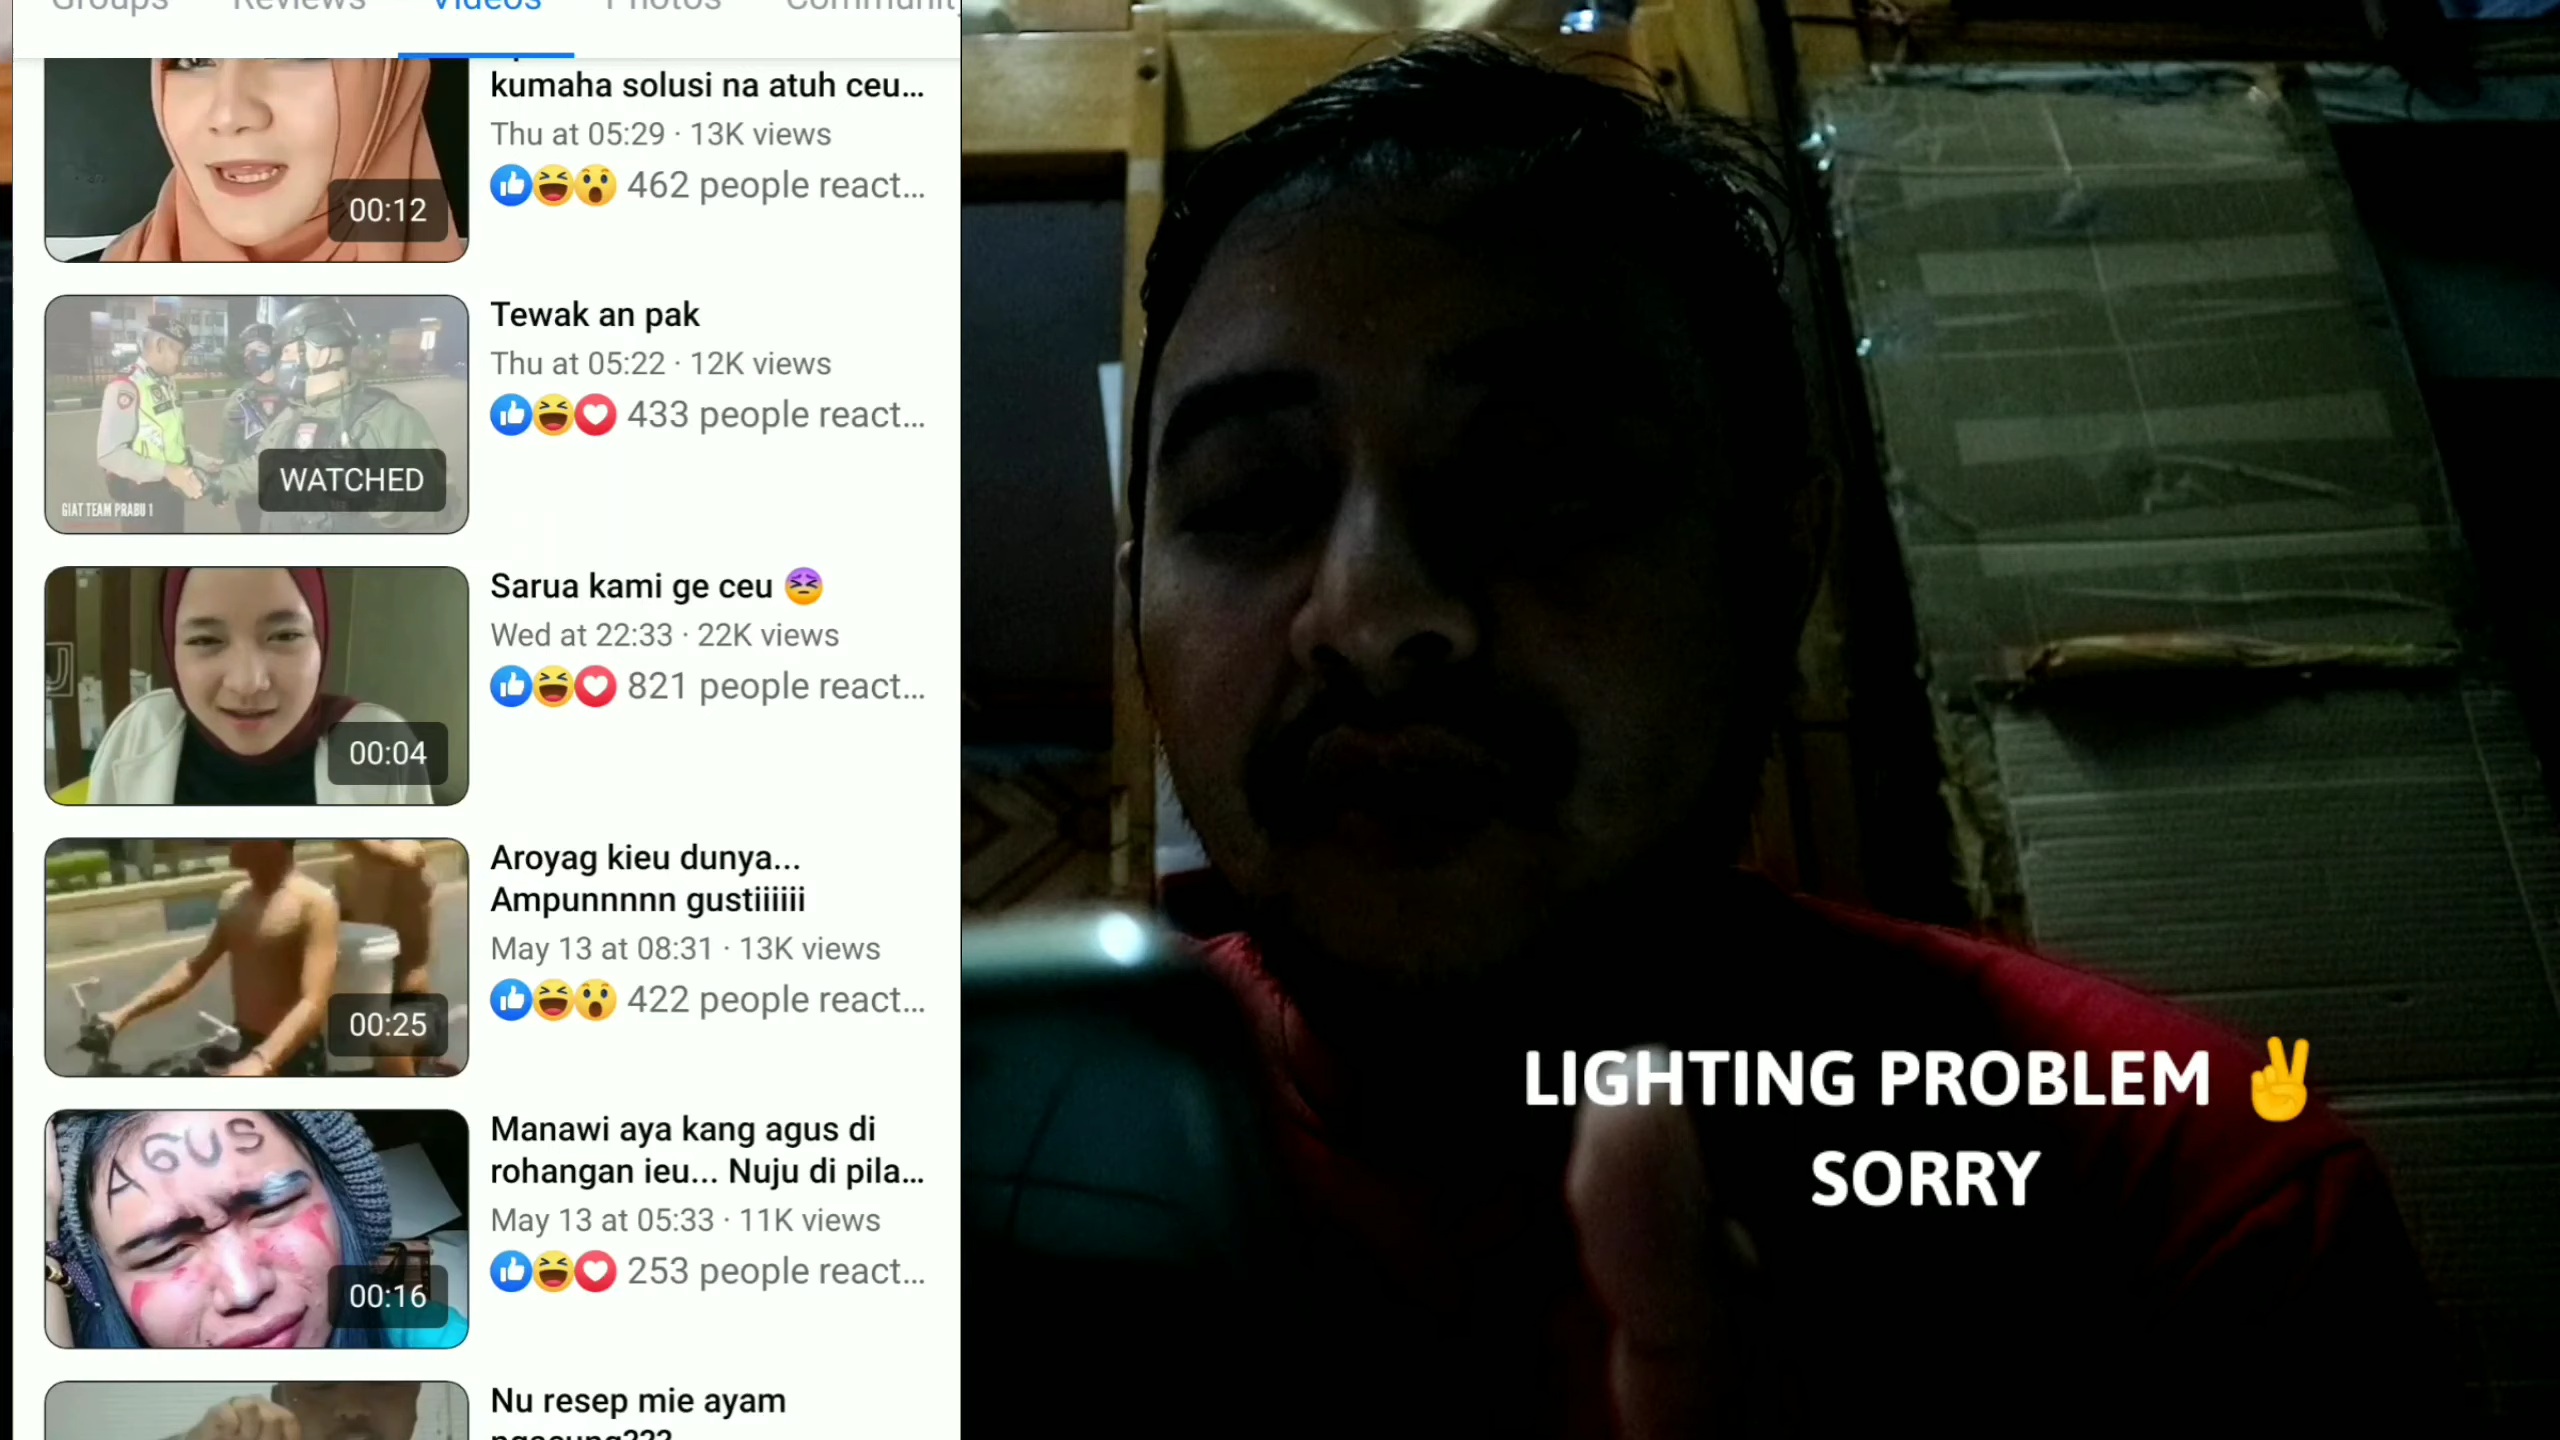 Groups Reviews Videos Photos
kumaha solusi na atuh ceu...
Thu at 05:29 · 13K views
462 people react...
00:12
Tewak an pak
Thu at 05:22 · 12K views
433 people react...
WATCHED
GIAT TEAM PRABU 1
Sarua kami ge ceu 😣
Wed at 22:33 · 22K views
821 people react...
00:04
Aroyag kieu dunya...
Ampunnnnn gustiiiiii
May 13 at 08:31 · 13K views
422 people react...
00:25
AGUS
Manawi aya kang agus di
rohangan ieu... Nuju di pila...
May 13 at 05:33 · 11K views
253 people react...
00:16
Nu resep mie ayam
LIGHTING PROBLEM ✌
SORRY